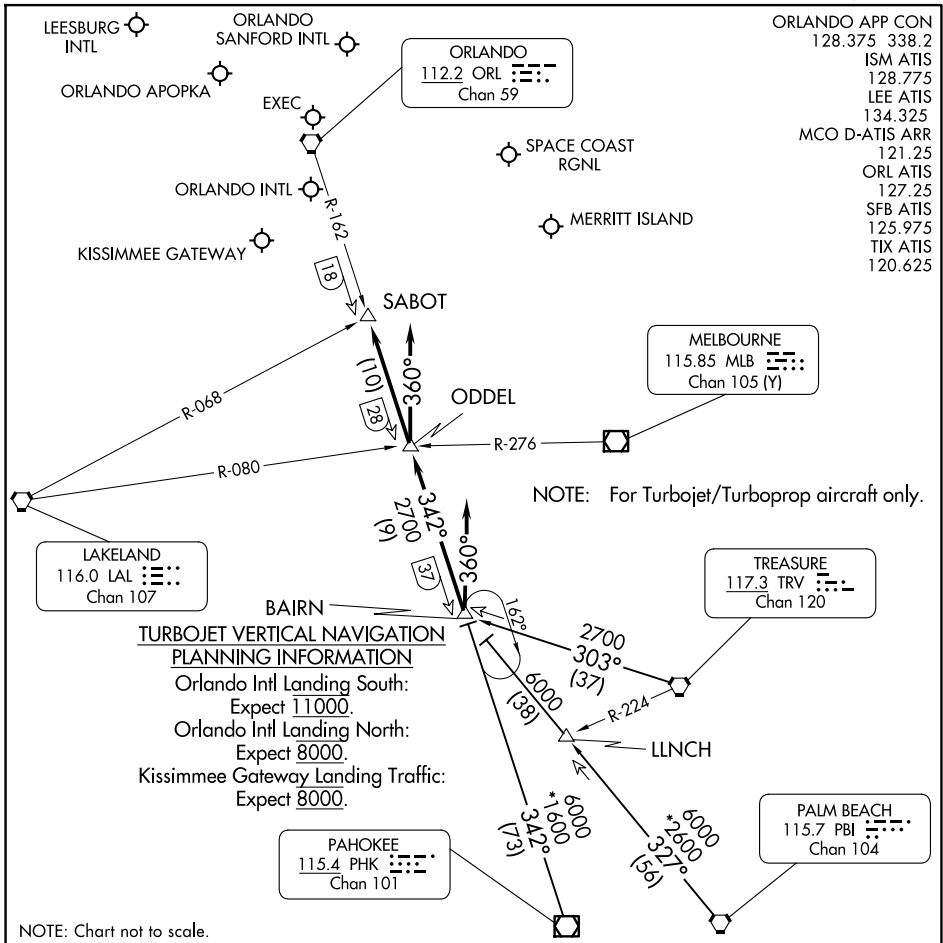 LEESBURG
INTL
ORLANDO
SANFORD INTL
ORLANDO APOPKA
EXEC
ORLANDO
112.2 ORL
Chan 59
ORLANDO APP CON
128.375 338.2
ISM ATIS
128.775
LEE ATIS
134.325
MCO D-ATIS ARR
121.25
ORL ATIS
127.25
SFB ATIS
125.975
TIX ATIS
120.625
SPACE COAST
RGNL
ORLANDO INTL
R-162
MERRITT ISLAND
KISSIMMEE GATEWAY
18
SABOT
(10)
360°
MELBOURNE
115.85 MLB
Chan 105 (Y)
R-068
28
ODDEL
R-276
R-080
342°
2700
(9)
NOTE: For Turbojet/Turboprop aircraft only.
LAKELAND
116.0 LAL
Chan 107
37
360°
TREASURE
117.3 TRV
Chan 120
BAIRN
162°
2700
303°
(37)
TURBOJET VERTICAL NAVIGATION
PLANNING INFORMATION
Orlando Intl Landing South:
Expect 11000.
Orlando Intl Landing North:
Expect 8000.
Kissimmee Gateway Landing Traffic:
Expect 8000.
6000
(38)
R-224
LLNCH
6000
*1600
342°
(73)
6000
*2600
327°
(56)
PAHOKEE
115.4 PHK
Chan 101
PALM BEACH
115.7 PBI
Chan 104
NOTE: Chart not to scale.